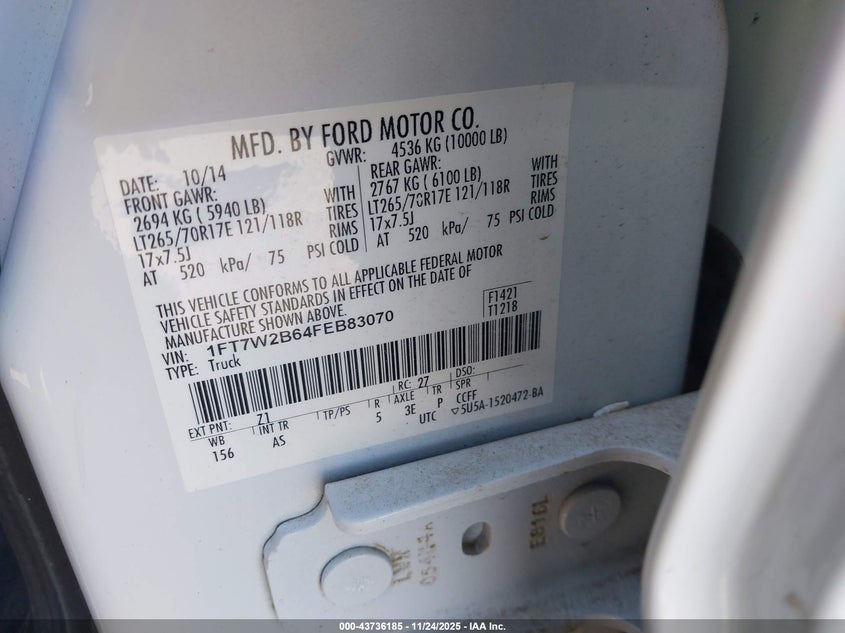 MFD. BY FORD MOTOR CO.
DATE: 10/14 GVWR: 4536 KG (10000 LB)
FRONT GAWR: REAR GAWR:
2694 KG ( 5940 LB) WITH 2767 KG ( 6100 LB) WITH
LT265/70R17E 121/118R TIRES LT265/70R17E 121/118R TIRES
17x7.5J RIMS 17x7.5J RIMS
AT 520 kPa/ 75 PSI COLD AT 520 kPa/ 75 PSI COLD
THIS VEHICLE CONFORMS TO ALL APPLICABLE FEDERAL MOTOR
VEHICLE SAFETY STANDARDS IN EFFECT ON THE DATE OF
MANUFACTURE SHOWN ABOVE.
F1421
T1218
VIN: 1FT7W2B64FEB83070
TYPE: Truck
EXT PNT: Z1 RC: 27 DSO:
WB INT TR TP/PS R AXLE TR SPR
156 AS 5 3E P CCFF
UTC ▽5U5A-1520472-BA
E816L
000-43736185 - 11/24/2025 - IAA Inc.